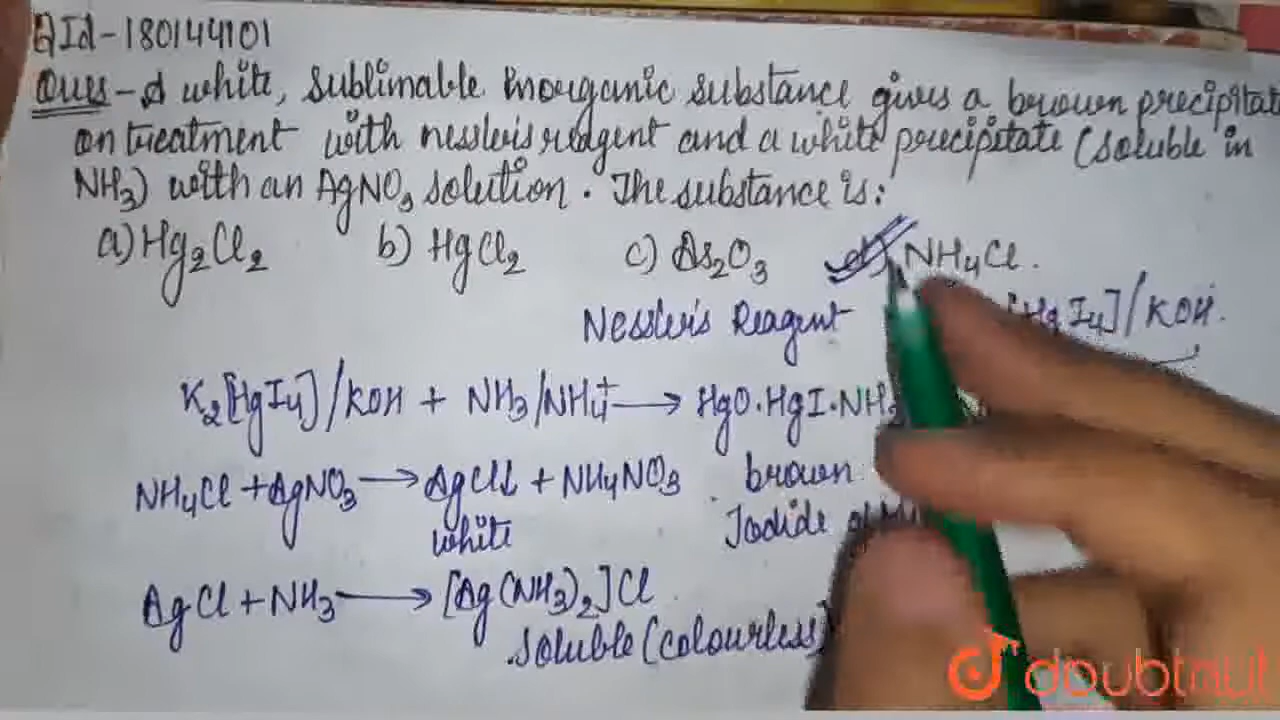 QId-180144101
Ques - A white, sublimable inorganic substance gives a brown precipitat
on treatment with nessler's reagent and a white precipitate (soluble in
NH3) with an AgNO3 solution. The substance is:
a) Hg2Cl2 b) HgCl2 c) As2O3 d) NH4Cl.
Nessler's Reagent [HgI4]/KOH.
K2[HgI4]/KOH + NH3/NH4+ → HgO.HgI.NH2
NH4Cl + AgNO3 → AgCl↓ + NH4NO3 brown
white Iodide of
AgCl + NH3 → [Ag(NH3)2]Cl
soluble (colourless)
doubtnut